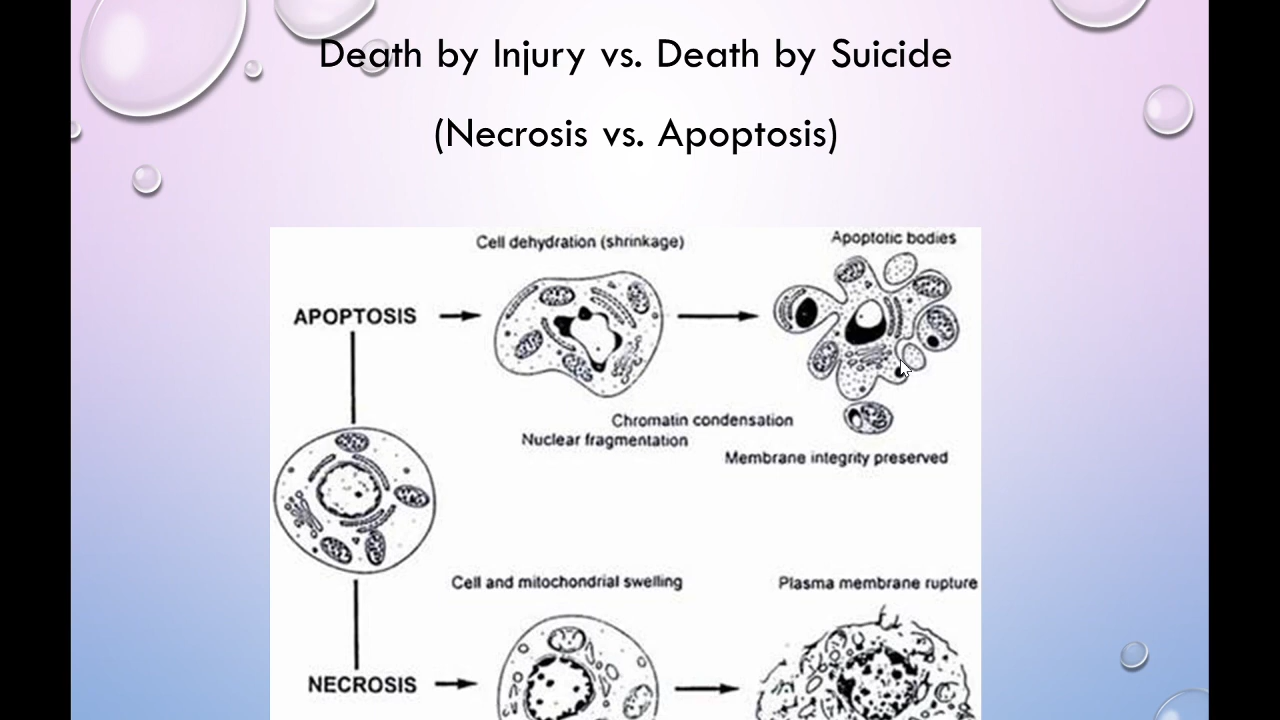 Death by Injury vs. Death by Suicide
(Necrosis vs. Apoptosis)
Cell dehydration (shrinkage)
Apoptotic bodies
APOPTOSIS
Chromatin condensation
Nuclear fragmentation
Membrane integrity preserved
Cell and mitochondrial swelling
Plasma membrane rupture
NECROSIS